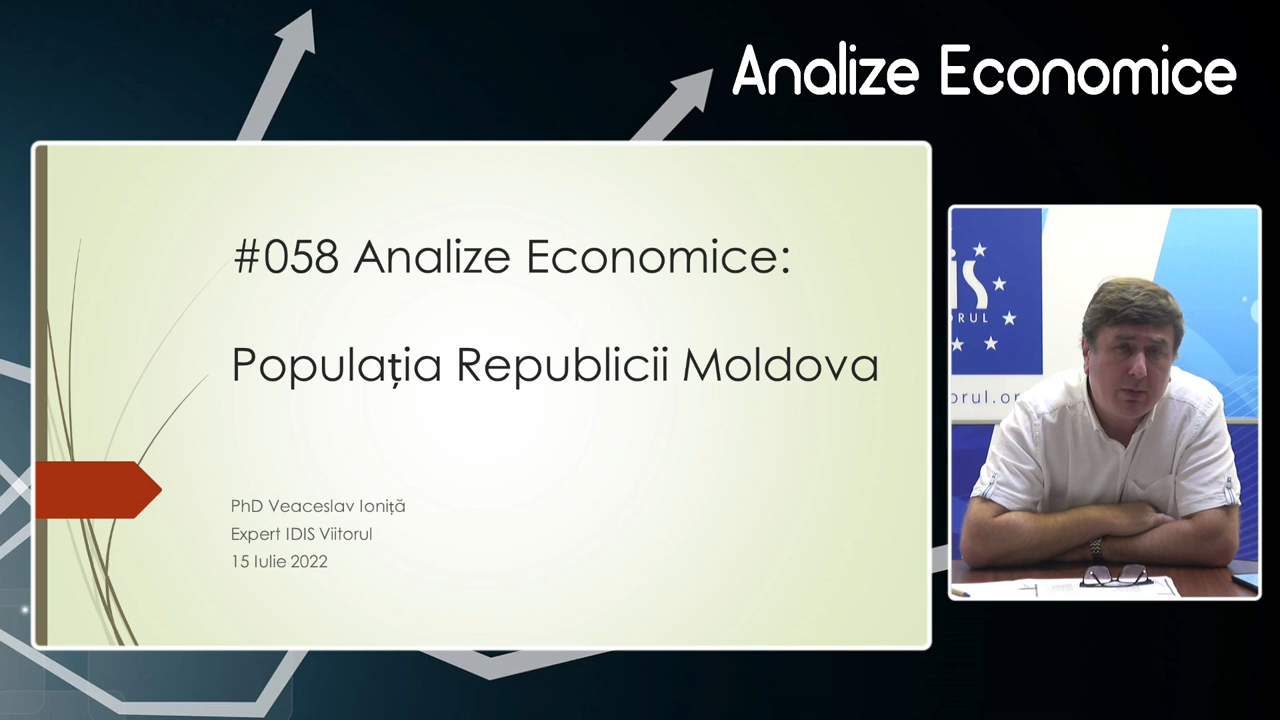 Analize Economice
#058 Analize Economice:
Populația Republicii Moldova
PhD Veaceslav Ioniță
Expert IDIS Viitorul
15 Iulie 2022